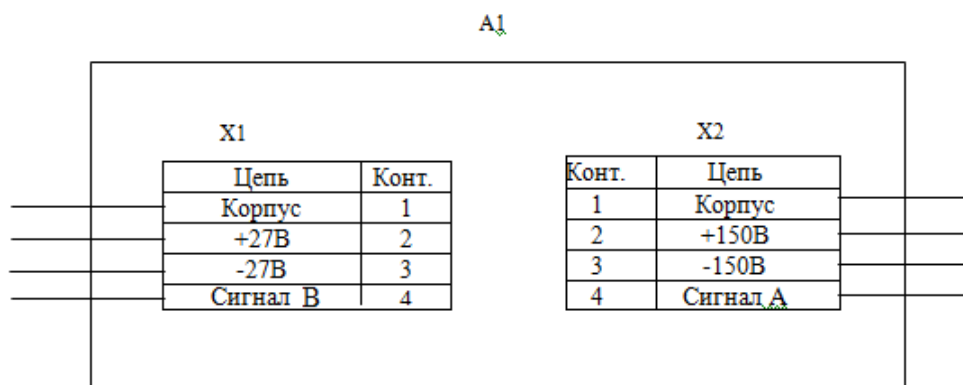 А1
X1
X2
Цепь Конт.
Корпус 1
+27В 2
-27В 3
Сигнал В 4
Конт. Цепь
1 Корпус
2 +150В
3 -150В
4 Сигнал А